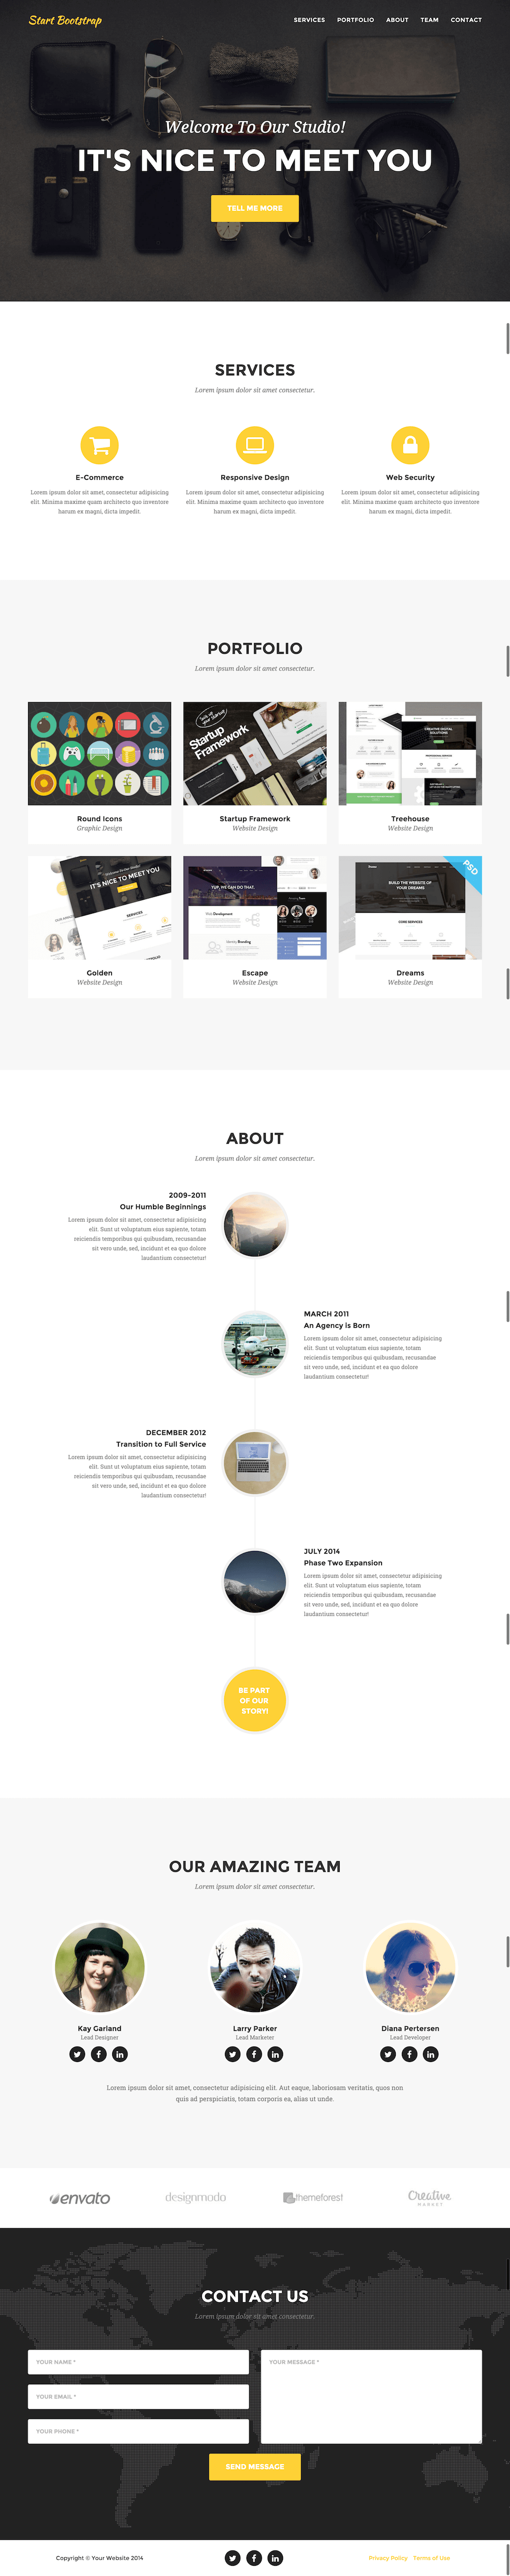 Start Bootstrap
SERVICES PORTFOLIO ABOUT TEAM CONTACT
Welcome To Our Studio!
IT'S NICE TO MEET YOU
TELL ME MORE
SERVICES
Lorem ipsum dolor sit amet consectetur.
E-Commerce
Lorem ipsum dolor sit amet, consectetur adipisicing
elit. Minima maxime quam architecto quo inventore
harum ex magni, dicta impedit.
Responsive Design
Lorem ipsum dolor sit amet, consectetur adipisicing
elit. Minima maxime quam architecto quo inventore
harum ex magni, dicta impedit.
Web Security
Lorem ipsum dolor sit amet, consectetur adipisicing
elit. Minima maxime quam architecto quo inventore
harum ex magni, dicta impedit.
PORTFOLIO
Lorem ipsum dolor sit amet consectetur.
Startup
Framework
CREATIVE DIGITAL
SOLUTIONS
Round Icons
Graphic Design
Startup Framework
Website Design
Treehouse
Website Design
IT'S NICE TO MEET YOU
SERVICES
YUP, WE CAN DO THAT.
PSD
BUILD THE WEBSITE OF
YOUR DREAMS
CORE SERVICES
Golden
Website Design
Escape
Website Design
Dreams
Website Design
ABOUT
Lorem ipsum dolor sit amet consectetur.
2009-2011
Our Humble Beginnings
Lorem ipsum dolor sit amet, consectetur adipisicing
elit. Sunt ut voluptatum eius sapiente, totam
reiciendis temporibus qui quibusdam, recusandae
sit vero unde, sed, incidunt et ea quo dolore
laudantium consectetur!
MARCH 2011
An Agency is Born
Lorem ipsum dolor sit amet, consectetur adipisicing
elit. Sunt ut voluptatum eius sapiente, totam
reiciendis temporibus qui quibusdam, recusandae
sit vero unde, sed, incidunt et ea quo dolore
laudantium consectetur!
DECEMBER 2012
Transition to Full Service
Lorem ipsum dolor sit amet, consectetur adipisicing
elit. Sunt ut voluptatum eius sapiente, totam
reiciendis temporibus qui quibusdam, recusandae
sit vero unde, sed, incidunt et ea quo dolore
laudantium consectetur!
JULY 2014
Phase Two Expansion
Lorem ipsum dolor sit amet, consectetur adipisicing
elit. Sunt ut voluptatum eius sapiente, totam
reiciendis temporibus qui quibusdam, recusandae
sit vero unde, sed, incidunt et ea quo dolore
laudantium consectetur!
BE PART
OF OUR
STORY!
OUR AMAZING TEAM
Lorem ipsum dolor sit amet consectetur.
Kay Garland
Lead Designer
Larry Parker
Lead Marketer
Diana Pertersen
Lead Developer
Lorem ipsum dolor sit amet, consectetur adipisicing elit. Aut eaque, laboriosam veritatis, quos non
quis ad perspiciatis, totam corporis ea, alias ut unde.
envato
designmodo
themeforest
Creative
MARKET
CONTACT US
Lorem ipsum dolor sit amet consectetur.
YOUR NAME *
YOUR EMAIL *
YOUR PHONE *
YOUR MESSAGE *
SEND MESSAGE
Copyright © Your Website 2014
Privacy Policy Terms of Use